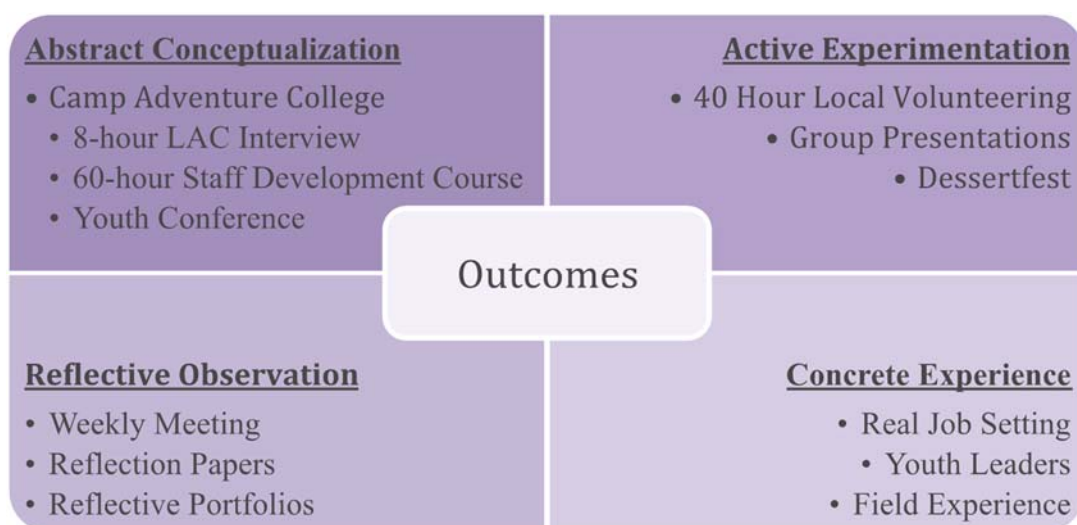 Abstract Conceptualization
• Camp Adventure College
• 8-hour LAC Interview
• 60-hour Staff Development Course
• Youth Conference
Active Experimentation
• 40 Hour Local Volunteering
• Group Presentations
• Dessertfest
Outcomes
Reflective Observation
• Weekly Meeting
• Reflection Papers
• Reflective Portfolios
Concrete Experience
• Real Job Setting
• Youth Leaders
• Field Experience